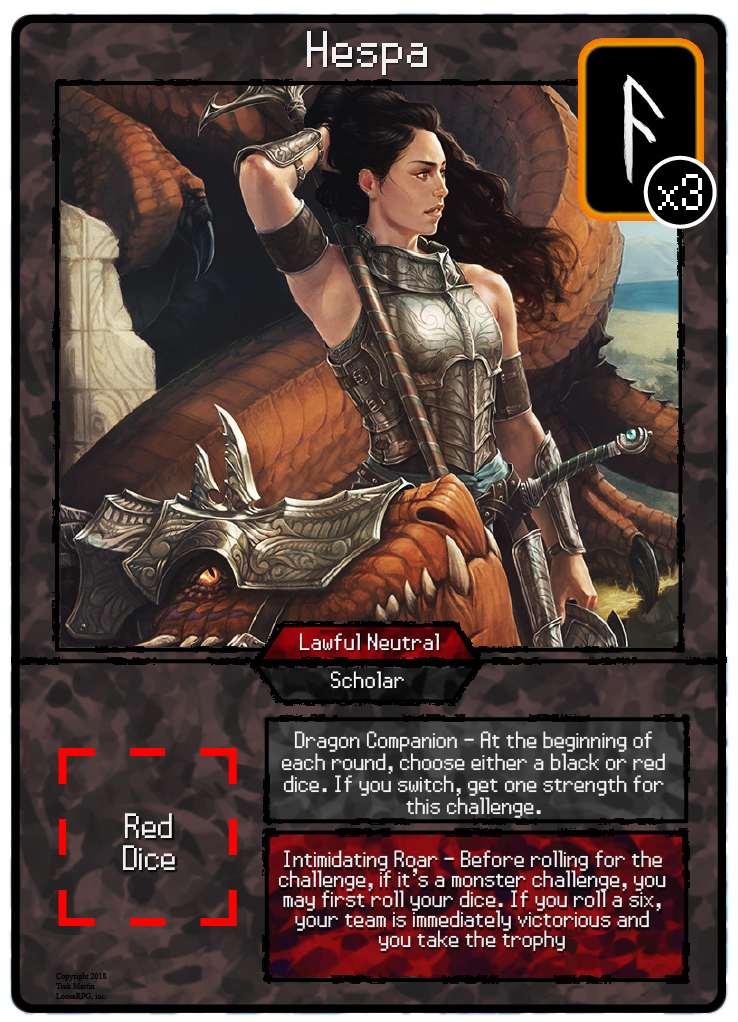 Hespa
ᚨ
x3
Lawful Neutral
Scholar
Dragon Companion - At the beginning of
each round, choose either a black or red
dice. If you switch, get one strength for
this challenge.
Red
Dice
Intimidating Roar - Before rolling for the
challenge, if it's a monster challenge, you
may first roll your dice. If you roll a six,
your team is immediately victorious and
you take the trophy
Copyright 2018
Trek Martin
LootsRPG, inc.